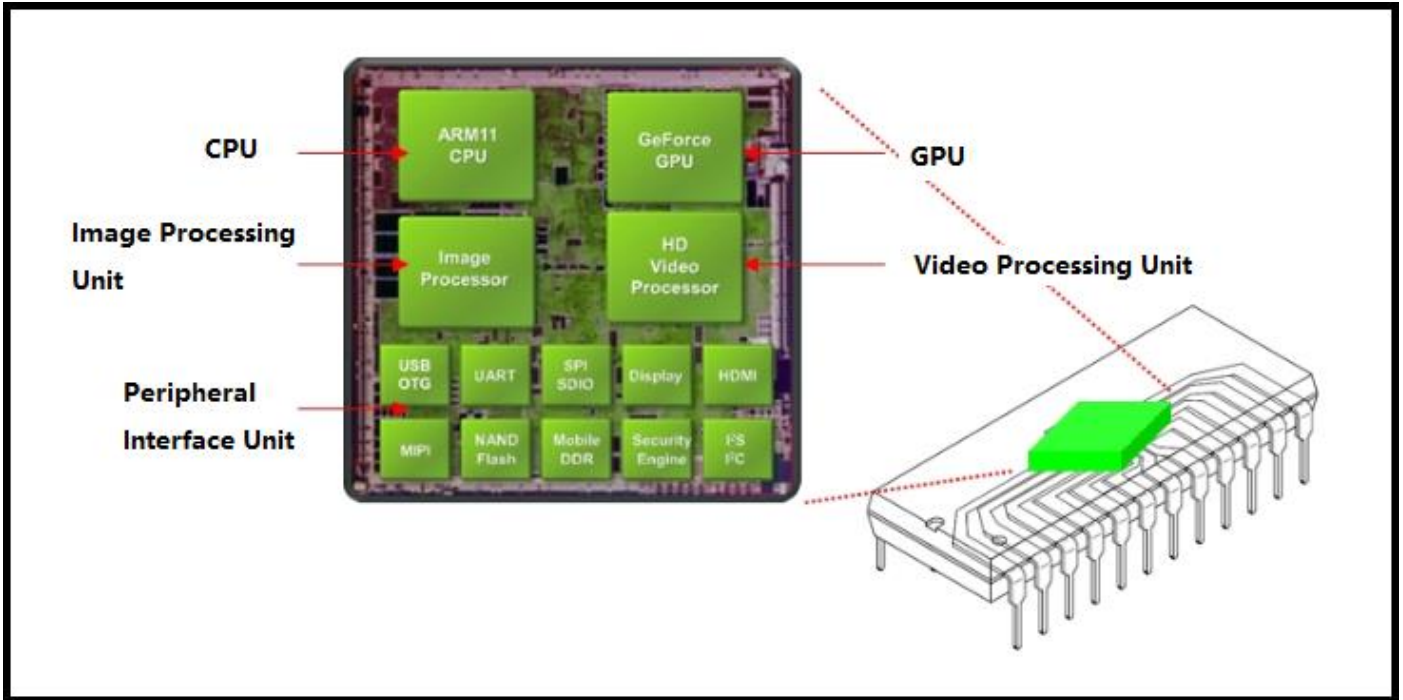 CPU
ARM11
CPU
GeForce
GPU
GPU
Image Processing
Unit
Image
Processor
HD
Video
Processor
Video Processing Unit
Peripheral
Interface Unit
USB
OTG
UART
SPI
SDIO
Display
HDMI
MIPI
NAND
Flash
Mobile
DDR
Security
Engine
I²S
I²C